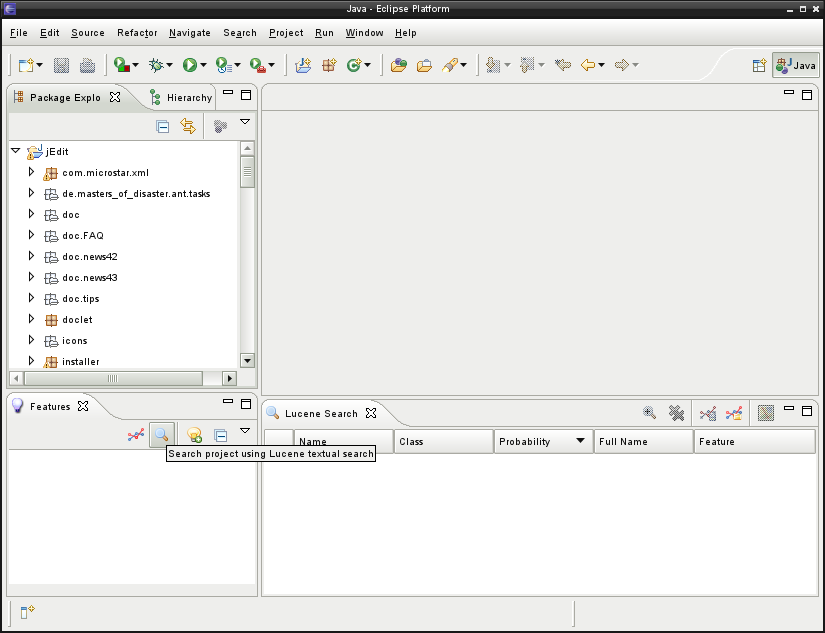 Java - Eclipse Platform
File Edit Source Refactor Navigate Search Project Run Window Help
Java
Package Explo Hierarchy
jEdit
com.microstar.xml
de.masters_of_disaster.ant.tasks
doc
doc.FAQ
doc.news42
doc.news43
doc.tips
doclet
icons
installer
Features
Search project using Lucene textual search
Lucene Search
Name Class Probability Full Name Feature